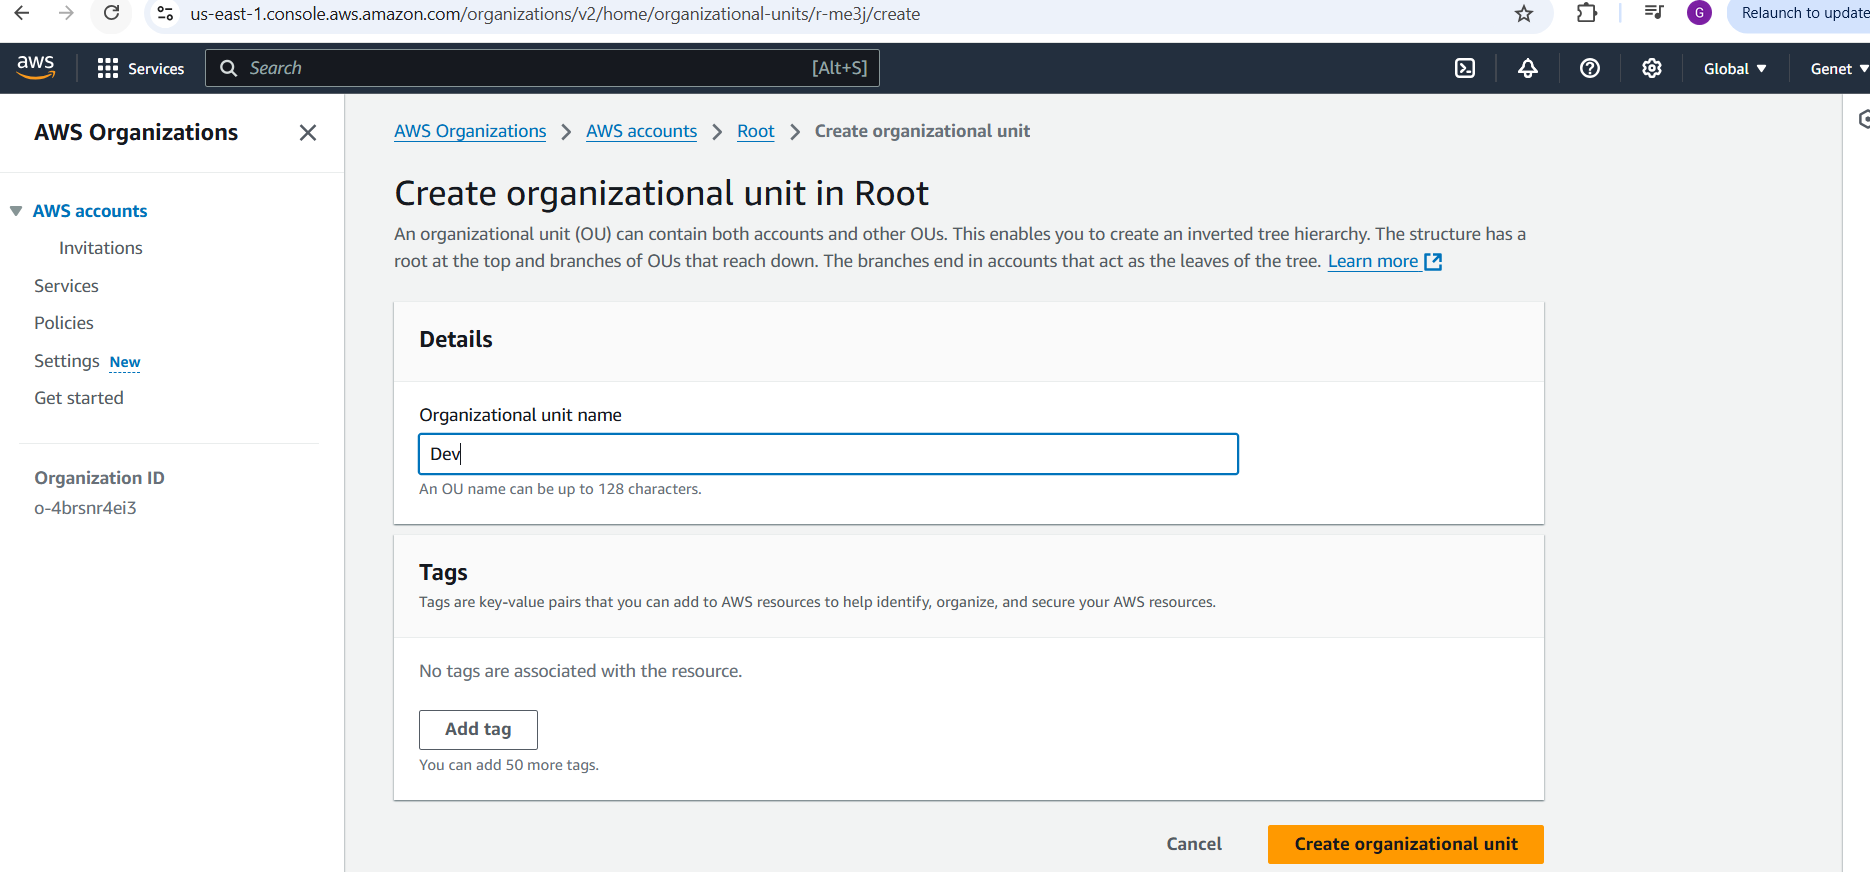 us-east-1.console.aws.amazon.com/organizations/v2/home/organizational-units/r-me3j/create
G
Relaunch to update
aws
Services
Search
[Alt+S]
Global
Genet
AWS Organizations
AWS accounts
Invitations
Services
Policies
Settings New
Get started
Organization ID
o-4brsnr4ei3
AWS Organizations > AWS accounts > Root > Create organizational unit
Create organizational unit in Root
An organizational unit (OU) can contain both accounts and other OUs. This enables you to create an inverted tree hierarchy. The structure has a
root at the top and branches of OUs that reach down. The branches end in accounts that act as the leaves of the tree. Learn more
Details
Organizational unit name
Dev
An OU name can be up to 128 characters.
Tags
Tags are key-value pairs that you can add to AWS resources to help identify, organize, and secure your AWS resources.
No tags are associated with the resource.
Add tag
You can add 50 more tags.
Cancel
Create organizational unit